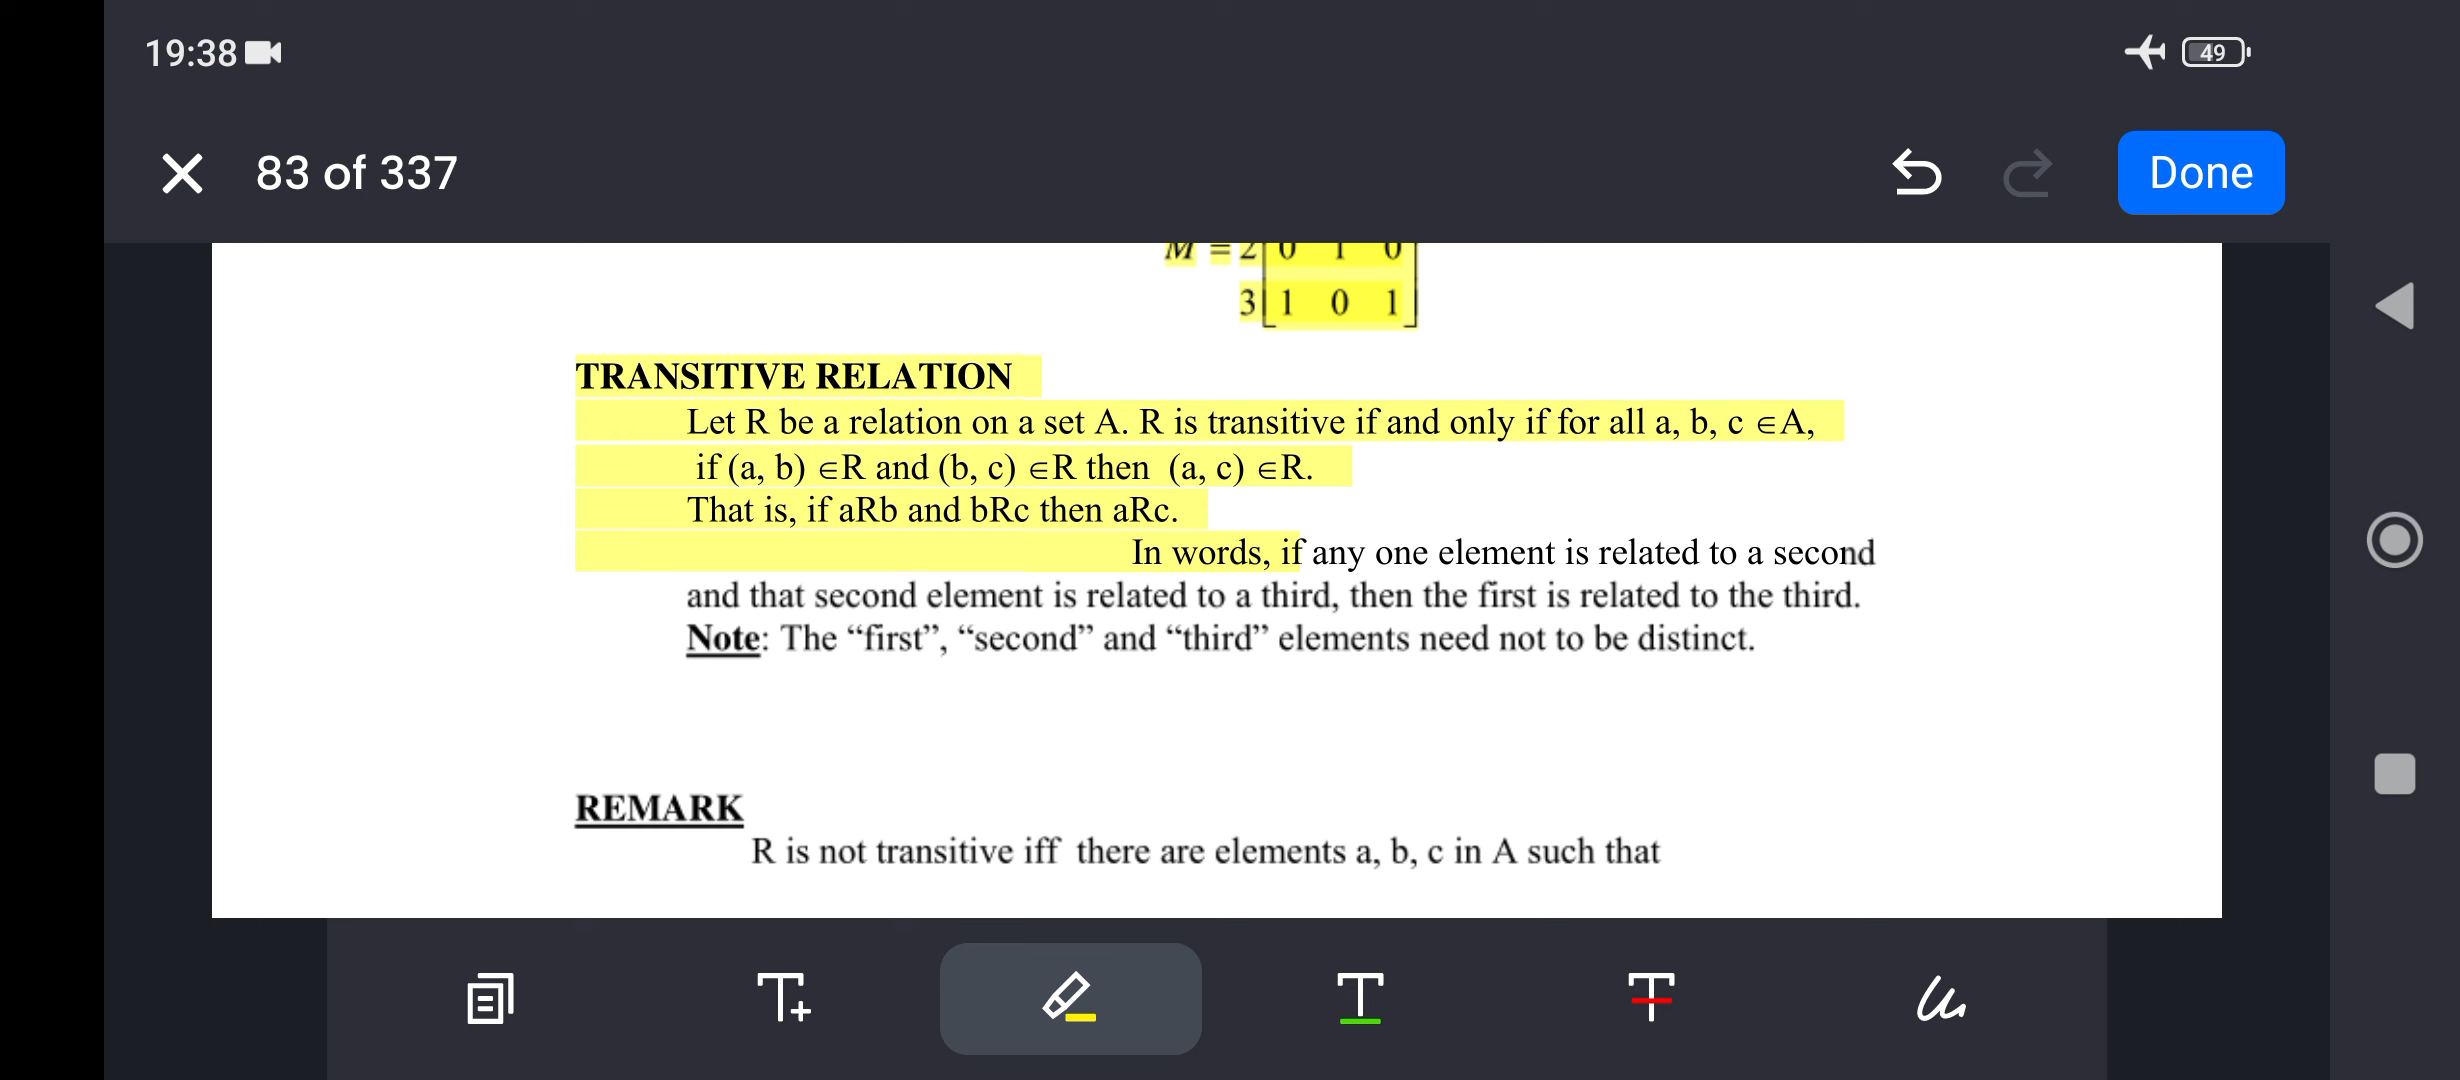 19:38
49
83 of 337
Done
M = 2 0 1 0
3 1 0 1
TRANSITIVE RELATION
Let R be a relation on a set A. R is transitive if and only if for all a, b, c ∈A,
if (a, b) ∈R and (b, c) ∈R then (a, c) ∈R.
That is, if aRb and bRc then aRc.
In words, if any one element is related to a second
and that second element is related to a third, then the first is related to the third.
Note: The “first”, “second” and “third” elements need not to be distinct.
REMARK
R is not transitive iff there are elements a, b, c in A such that